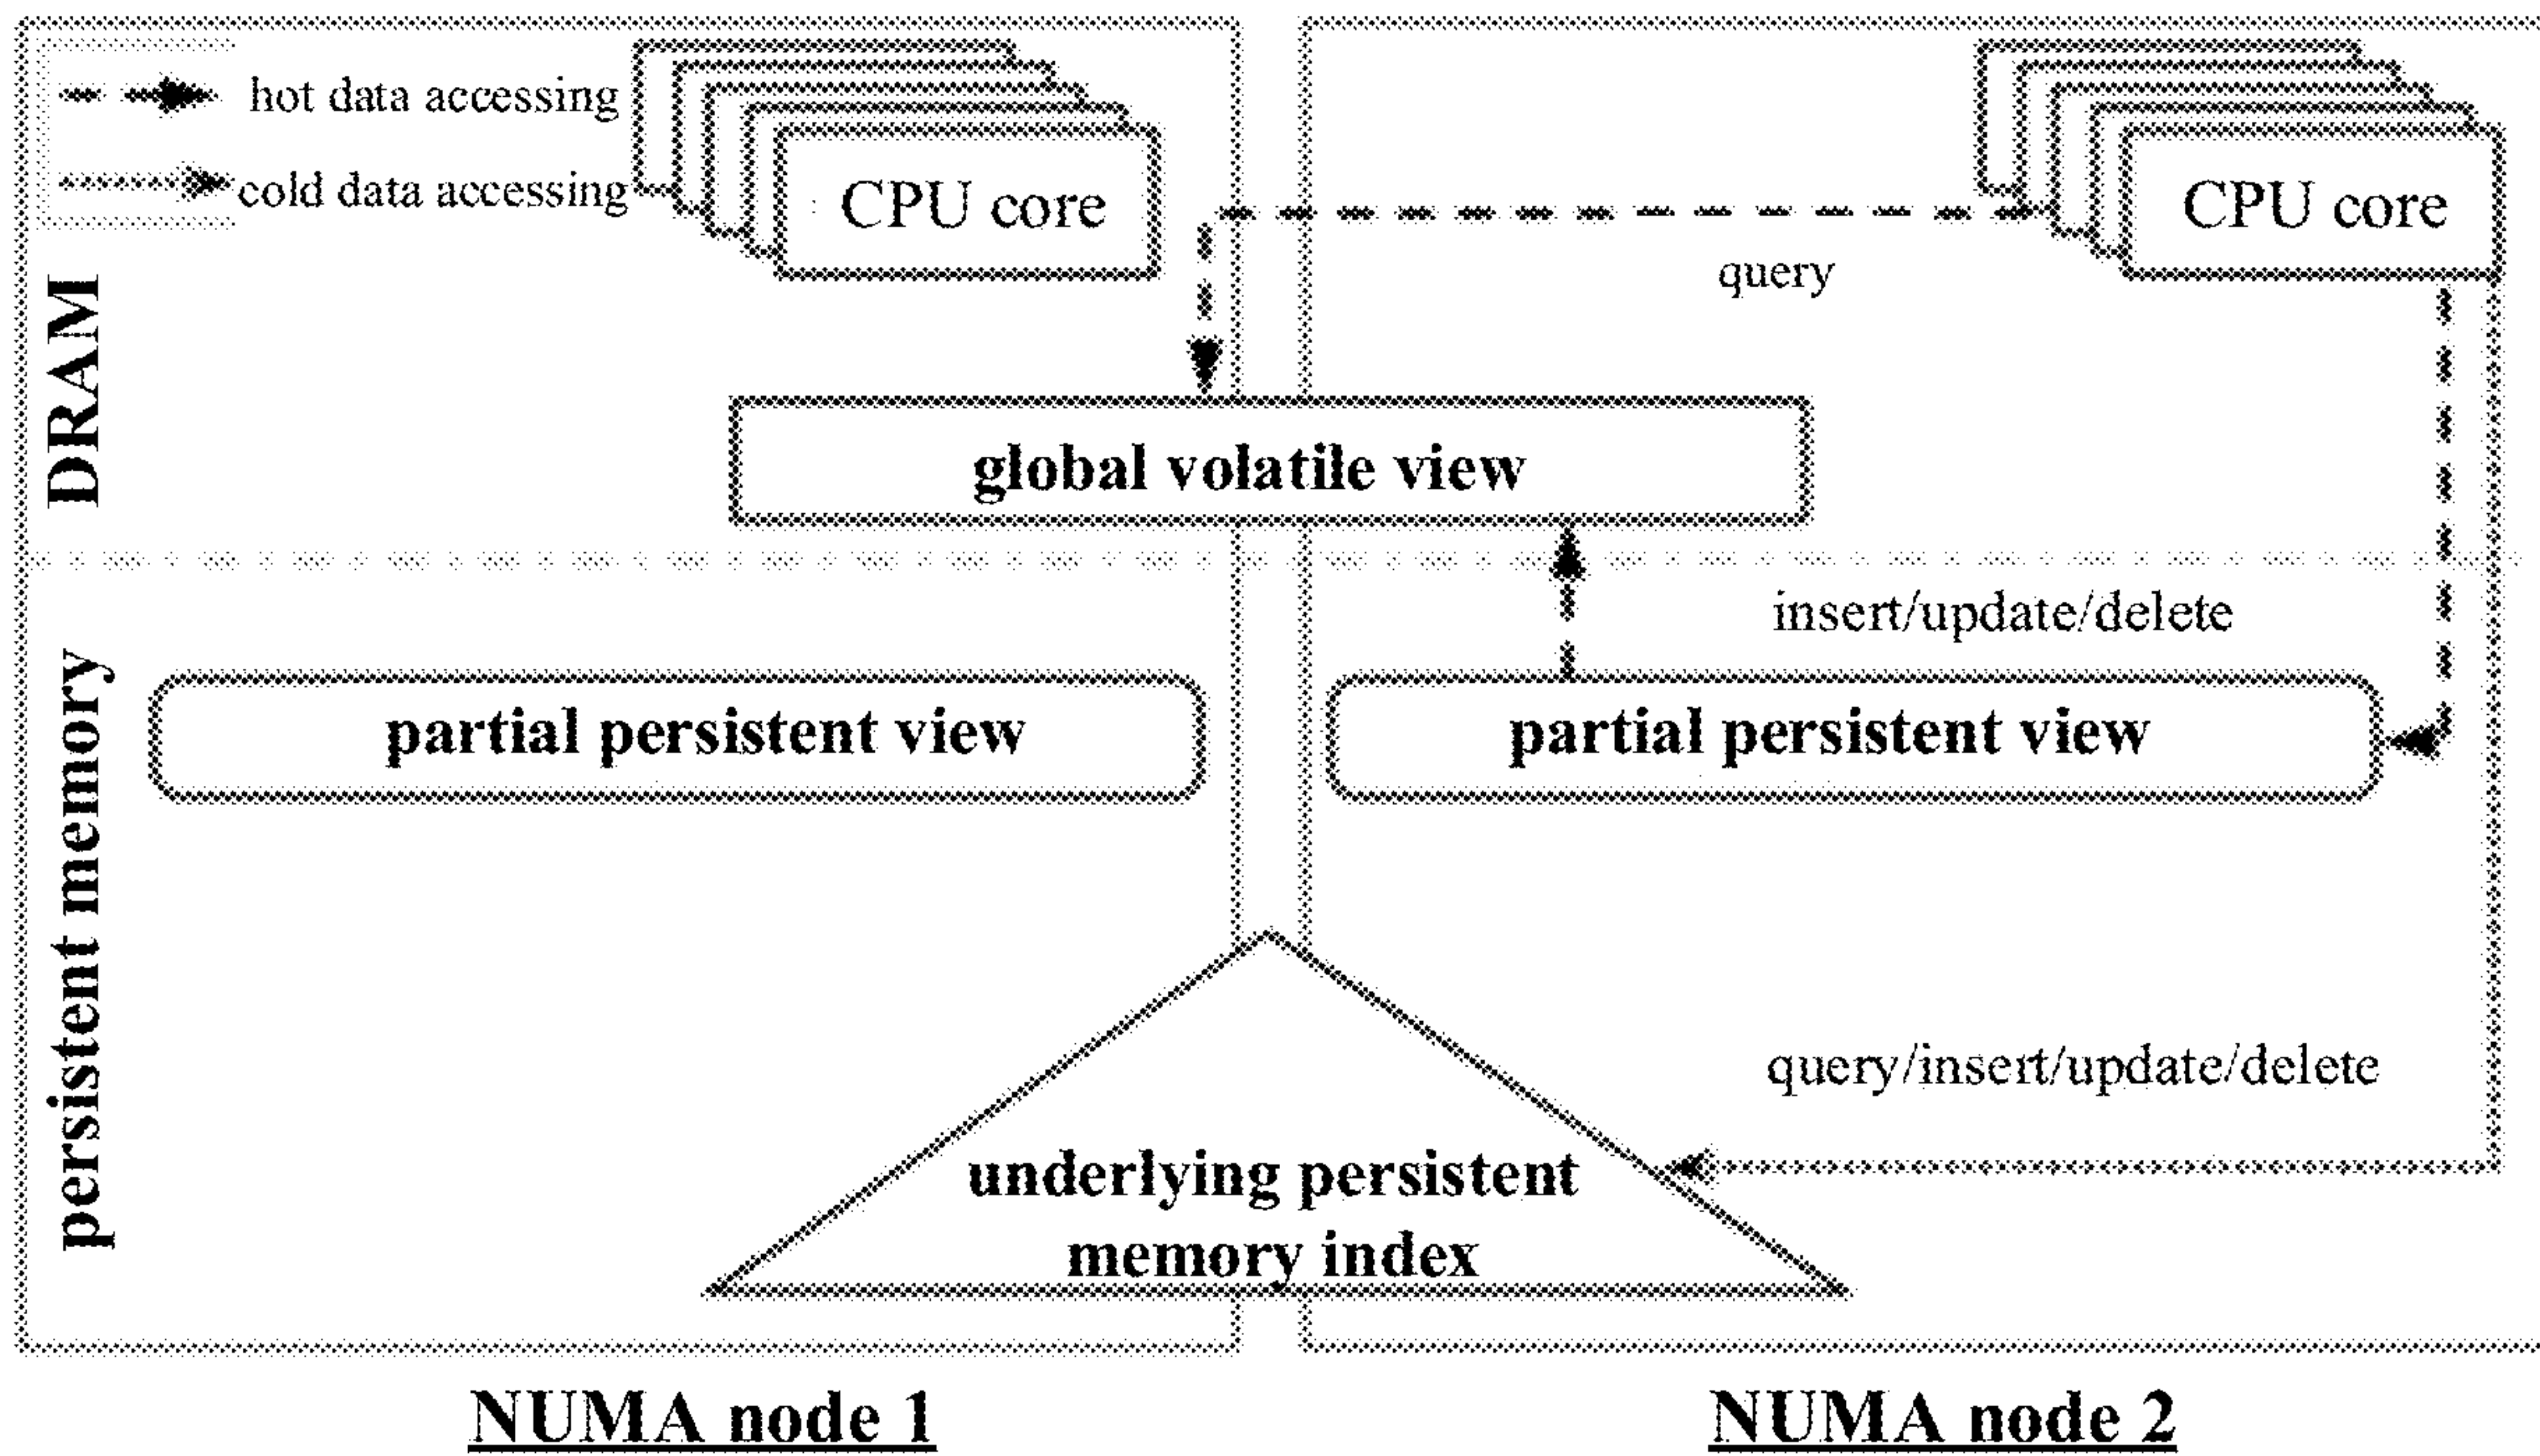 hot data accessing
cold data accessing
CPU core
CPU core
query
DRAM
global volatile view
insert/update/delete
persistent memory
partial persistent view
partial persistent view
query/insert/update/delete
underlying persistent
memory index
NUMA node 1
NUMA node 2